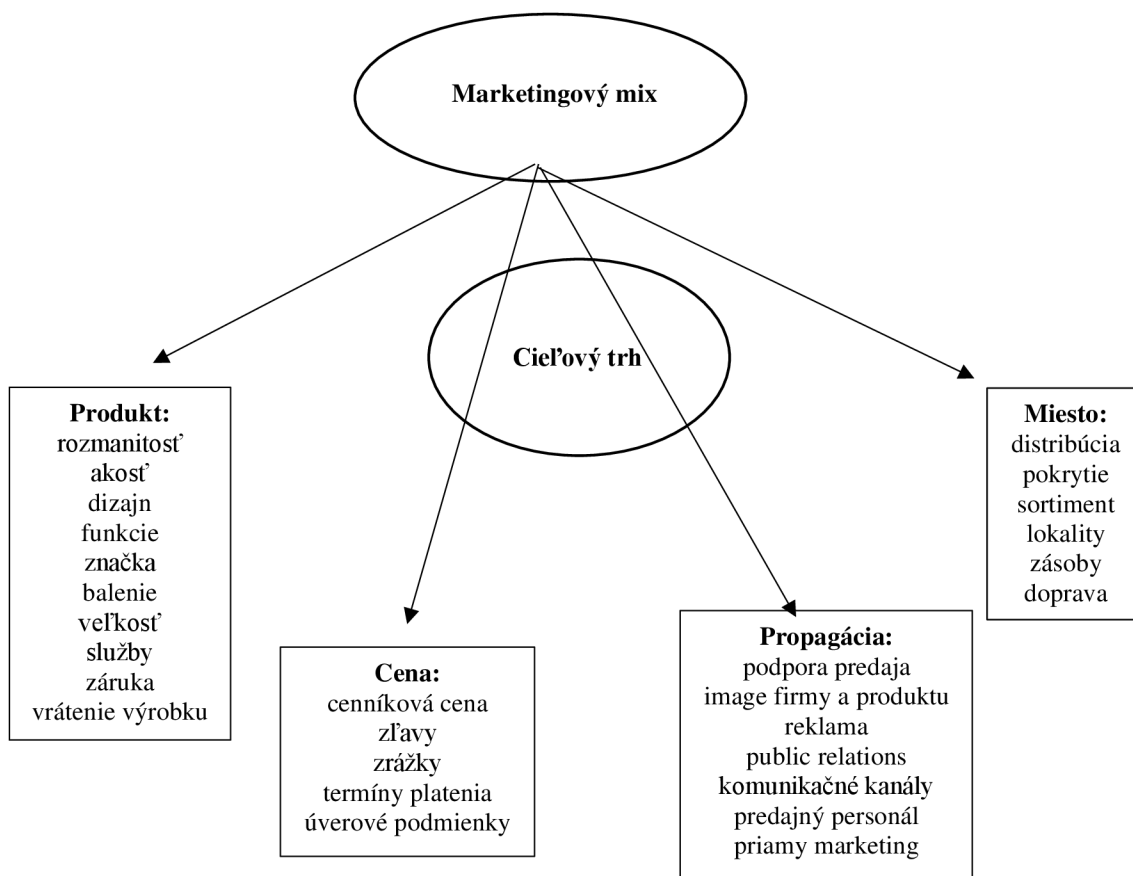 Marketingový mix
Cieľový trh
Produkt:
rozmanitosť
akosť
dizajn
funkcie
značka
balenie
veľkosť
služby
záruka
vrátenie výrobku
Cena:
cenníková cena
zľavy
zrážky
termíny platenia
úverové podmienky
Propagácia:
podpora predaja
image firmy a produktu
reklama
public relations
komunikačné kanály
predajný personál
priamy marketing
Miesto:
distribúcia
pokrytie
sortiment
lokality
zásoby
doprava